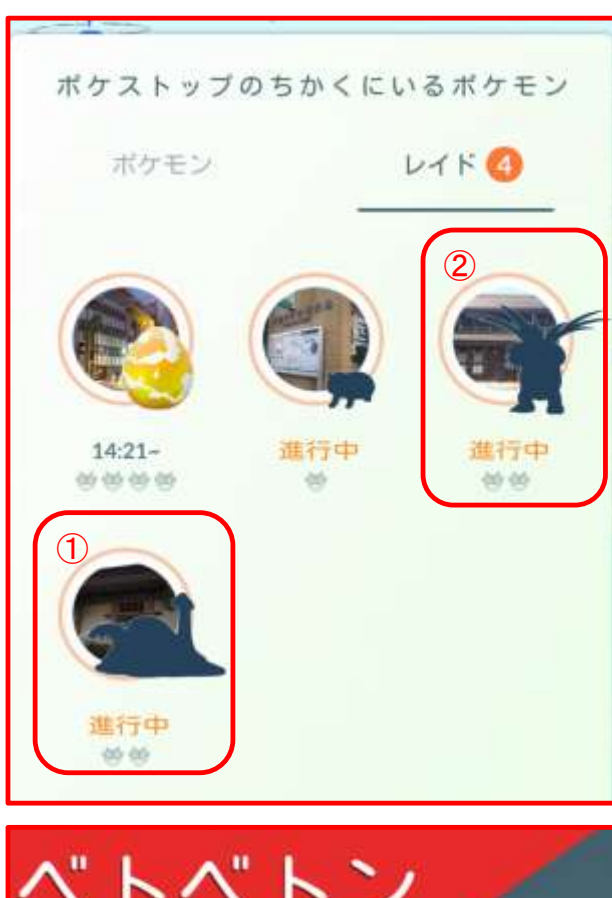 ポケストップのちかくにいるポケモン
ポケモン
レイド 4
②
14:21~
進行中
進行中
①
進行中
ベトベトン